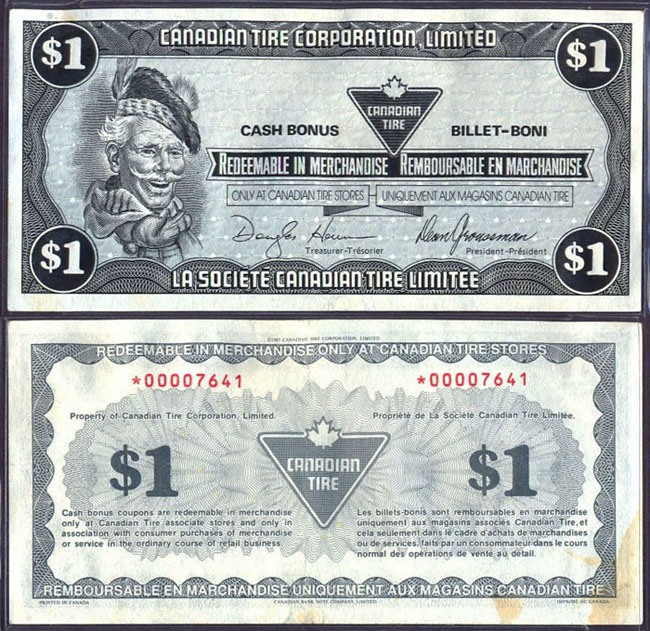 $1 CANADIAN TIRE CORPORATION, LIMITED $1
CANADIAN
TIRE
CASH BONUS BILLET-BONI
REDEEMABLE IN MERCHANDISE REMBOURSABLE EN MARCHANDISE
ONLY AT CANADIAN TIRE STORES UNIQUEMENT AUX MAGASINS CANADIAN TIRE
Treasurer-Trésorier President-Président
$1 LA SOCIÉTÉ CANADIAN TIRE LIMITÉE $1
©1987 CANADIAN TIRE CORPORATION, LIMITED
REDEEMABLE IN MERCHANDISE ONLY AT CANADIAN TIRE STORES
*00007641 *00007641
Property of Canadian Tire Corporation, Limited. Propriété de La Société Canadian Tire Limitée.
$1 CANADIAN $1
TIRE
Cash bonus coupons are redeemable in merchandise
only at Canadian Tire associate stores and only in
association with consumer purchases of merchandise
or service in the ordinary course of retail business.
Les billets-bonis sont remboursables en marchandise
uniquement aux magasins associés Canadian Tire, et
cela seulement dans le cadre d'achats de marchandises
ou de services, faits par un consommateur dans le cours
normal des opérations de vente au détail.
REMBOURSABLE EN MARCHANDISE UNIQUEMENT AUX MAGASINS CANADIAN TIRE
PRINTED IN CANADA CANADIAN BANK NOTE COMPANY, LIMITED IMPRIMÉ AU CANADA